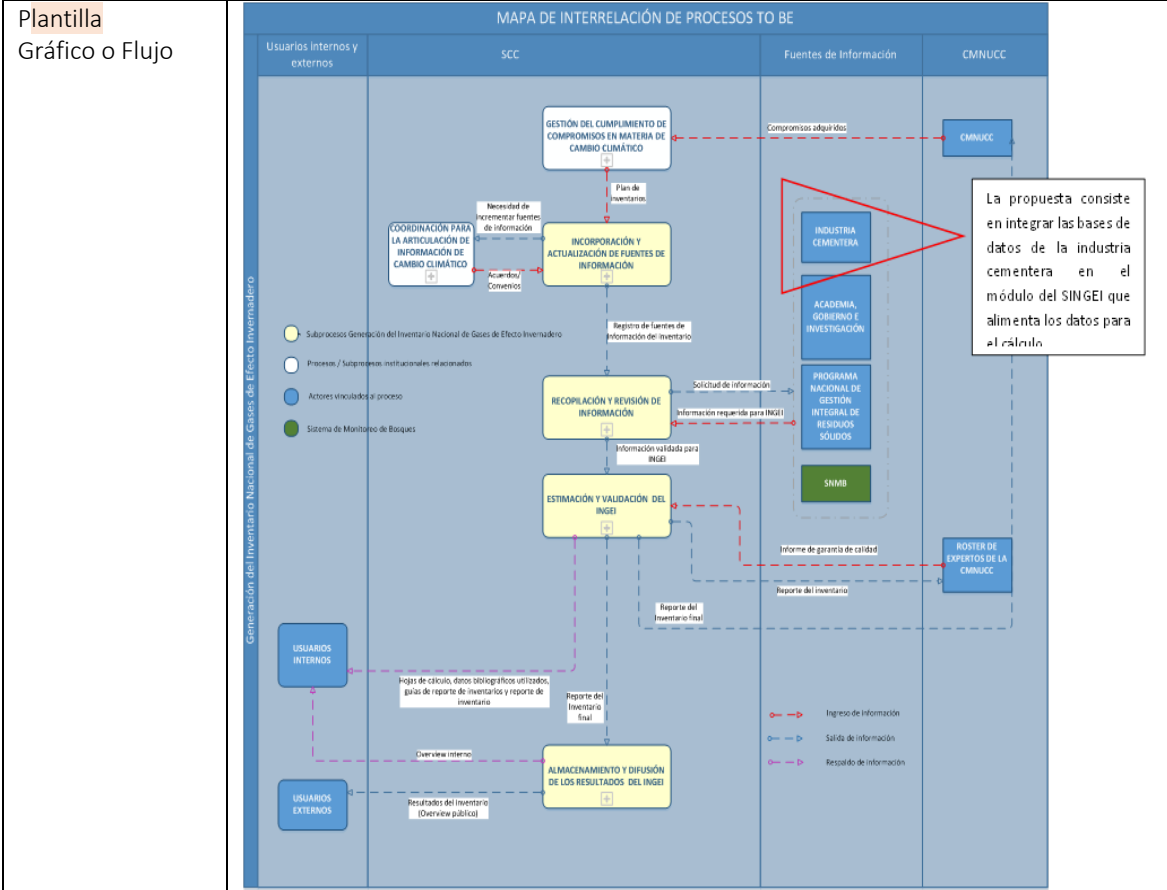 Plantilla
Gráfico o Flujo
MAPA DE INTERRELACIÓN DE PROCESOS TO BE
Usuarios internos y
externos
SCC
Fuentes de Información
CMNUCC
Generación del Inventario Nacional de Gases de Efecto Invernadero
GESTIÓN DEL CUMPLIMIENTO DE
COMPROMISOS EN MATERIA DE
CAMBIO CLIMÁTICO
Compromisos adquiridos
CMNUCC
Plan de
inventarios
Necesidad de
incrementar fuentes
de información
COORDINACIÓN PARA
LA ARTICULACIÓN DE
INFORMACIÓN DE
CAMBIO CLIMÁTICO
Acuerdos/
Convenios
INCORPORACIÓN Y
ACTUALIZACIÓN DE FUENTES DE
INFORMACIÓN
INDUSTRIA
CEMENTERA
La propuesta consiste
en integrar las bases de
datos de la industria
cementera en el
módulo del SINGEI que
alimenta los datos para
el cálculo
ACADEMIA,
GOBIERNO E
INVESTIGACIÓN
Registro de fuentes de
Información del Inventario
Subprocesos Generación del Inventario Nacional de Gases de Efecto Invernadero
Procesos / Subprocesos institucionales relacionados
Actores vinculados al proceso
Sistema de Monitoreo de Bosques
RECOPILACIÓN Y REVISIÓN DE
INFORMACIÓN
Solicitud de información
Información requerida para INGEI
PROGRAMA
NACIONAL DE
GESTIÓN
INTEGRAL DE
RESIDUOS
SÓLIDOS
Información validada para
INGEI
SNMB
ESTIMACIÓN Y VALIDACIÓN DEL
INGEI
Informe de garantía de calidad
ROSTER DE
EXPERTOS DE LA
CMNUCC
Reporte del inventario
Reporte del
Inventario final
USUARIOS
INTERNOS
Hojas de cálculo, datos bibliográficos utilizados,
guías de reporte de inventarios y reporte de
inventario
Reporte del
Inventario
final
Ingreso de información
Salida de información
Respaldo de información
Overview interno
ALMACENAMIENTO Y DIFUSIÓN
DE LOS RESULTADOS DEL INGEI
USUARIOS
EXTERNOS
Resultados del inventario
(Overview público)